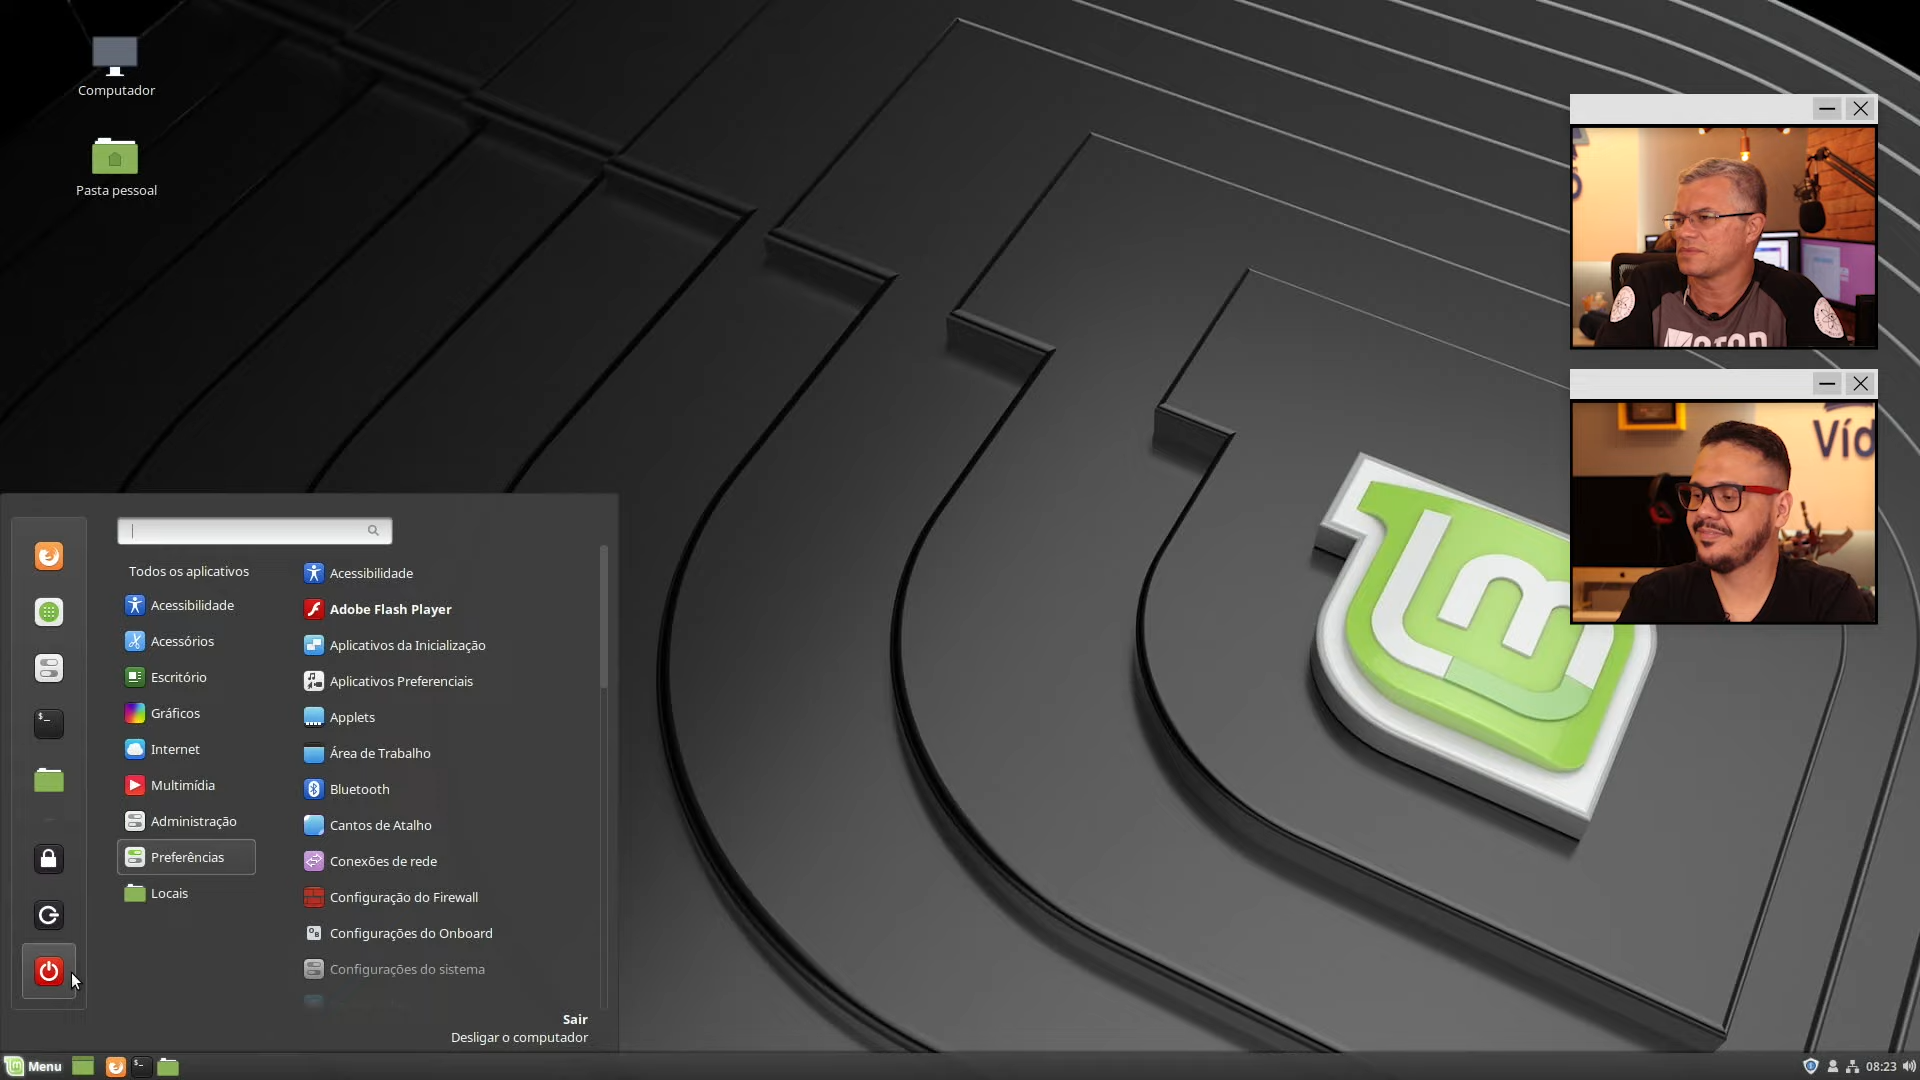 Computador
Pasta pessoal
Víd
Todos os aplicativos
Acessibilidade
Acessórios
Escritório
Gráficos
Internet
Multimídia
Administração
Preferências
Locais
Acessibilidade
Adobe Flash Player
Aplicativos da Inicialização
Aplicativos Preferenciais
Applets
Área de Trabalho
Bluetooth
Cantos de Atalho
Conexões de rede
Configuração do Firewall
Configurações do Onboard
Configurações do sistema
Sair
Desligar o computador
Menu
08:23